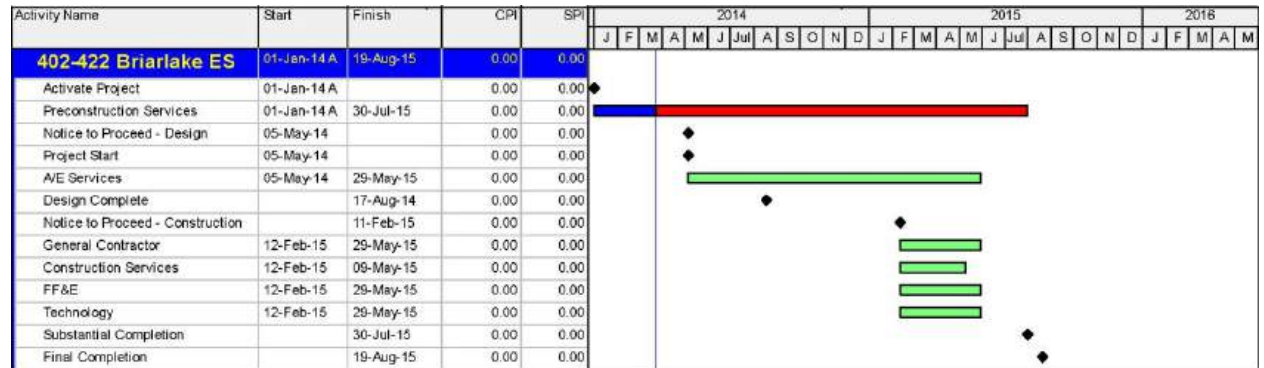 Activity Name Start Finish CPI SPI 2014 2015 2016
J F M A M J Jul A S O N D J F M A M J Jul A S O N D J F M A M
402-422 Briarlake ES 01-Jan-14 A 19-Aug-15 0.00 0.00
Activate Project 01-Jan-14 A 0.00 0.00
Preconstruction Services 01-Jan-14 A 30-Jul-15 0.00 0.00
Notice to Proceed - Design 05-May-14 0.00 0.00
Project Start 05-May-14 0.00 0.00
A/E Services 05-May-14 29-May-15 0.00 0.00
Design Complete 17-Aug-14 0.00 0.00
Notice to Proceed - Construction 11-Feb-15 0.00 0.00
General Contractor 12-Feb-15 29-May-15 0.00 0.00
Construction Services 12-Feb-15 09-May-15 0.00 0.00
FF&E 12-Feb-15 29-May-15 0.00 0.00
Technology 12-Feb-15 29-May-15 0.00 0.00
Substantial Completion 30-Jul-15 0.00 0.00
Final Completion 19-Aug-15 0.00 0.00